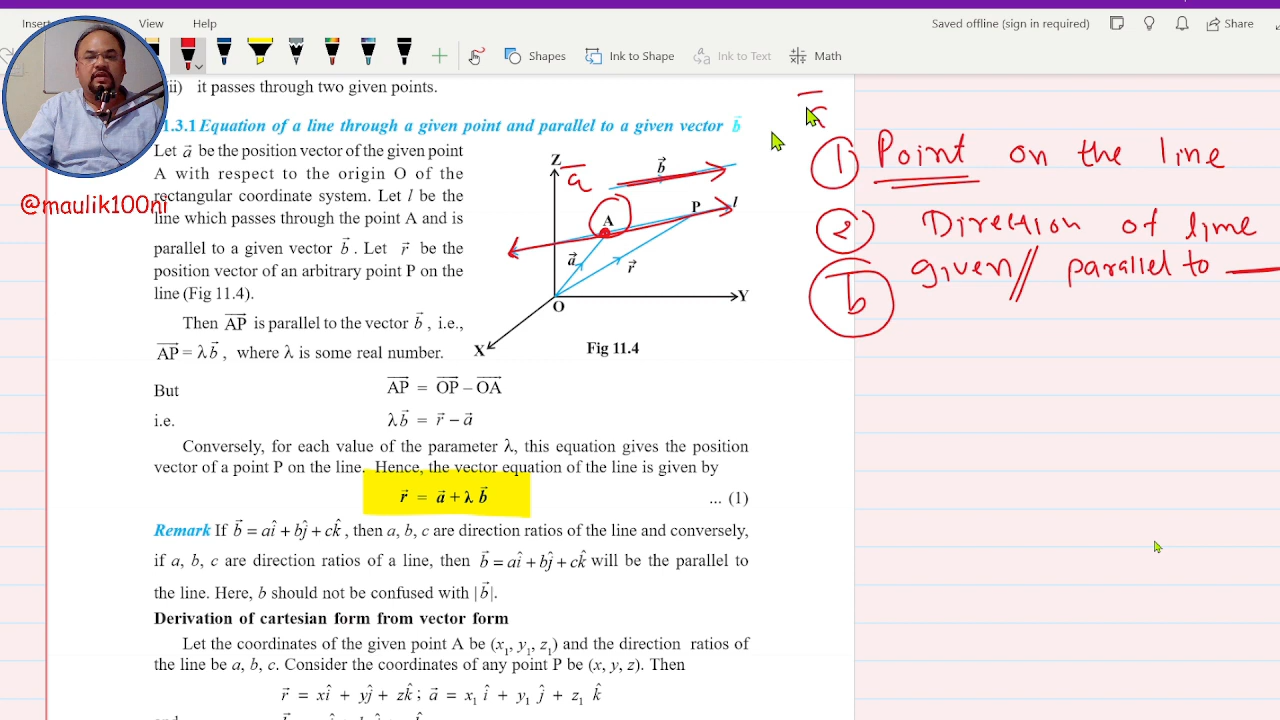 Insert View Help Saved offline (sign in required) Share
Shapes Ink to Shape Ink to Text Math
ii) it passes through two given points.
1.3.1 Equation of a line through a given point and parallel to a given vector b⃗
Let a⃗ be the position vector of the given point
A with respect to the origin O of the
rectangular coordinate system. Let l be the
line which passes through the point A and is
parallel to a given vector b⃗. Let r⃗ be the
position vector of an arbitrary point P on the
line (Fig 11.4).
@maulik100ni
Z
a̅
b⃗
A
P
l
a⃗
r⃗
O
Y
X
Fig 11.4
Then AP⃗ is parallel to the vector b⃗, i.e.,
AP⃗ = λb⃗, where λ is some real number.
But AP⃗ = OP⃗ – OA⃗
i.e. λb⃗ = r⃗ – a⃗
Conversely, for each value of the parameter λ, this equation gives the position
vector of a point P on the line. Hence, the vector equation of the line is given by
r⃗ = a⃗ + λ b⃗ ... (1)
Remark If b⃗ = aî + bĵ + ck̂, then a, b, c are direction ratios of the line and conversely,
if a, b, c are direction ratios of a line, then b⃗ = aî + bĵ + ck̂ will be the parallel to
the line. Here, b should not be confused with |b⃗|.
Derivation of cartesian form from vector form
Let the coordinates of the given point A be (x₁, y₁, z₁) and the direction ratios of
the line be a, b, c. Consider the coordinates of any point P be (x, y, z). Then
r⃗ = xî + yĵ + zk̂; a⃗ = x₁ î + y₁ ĵ + z₁ k̂
r̅
① Point on the line
② Direction of line
given // parallel to
b̅